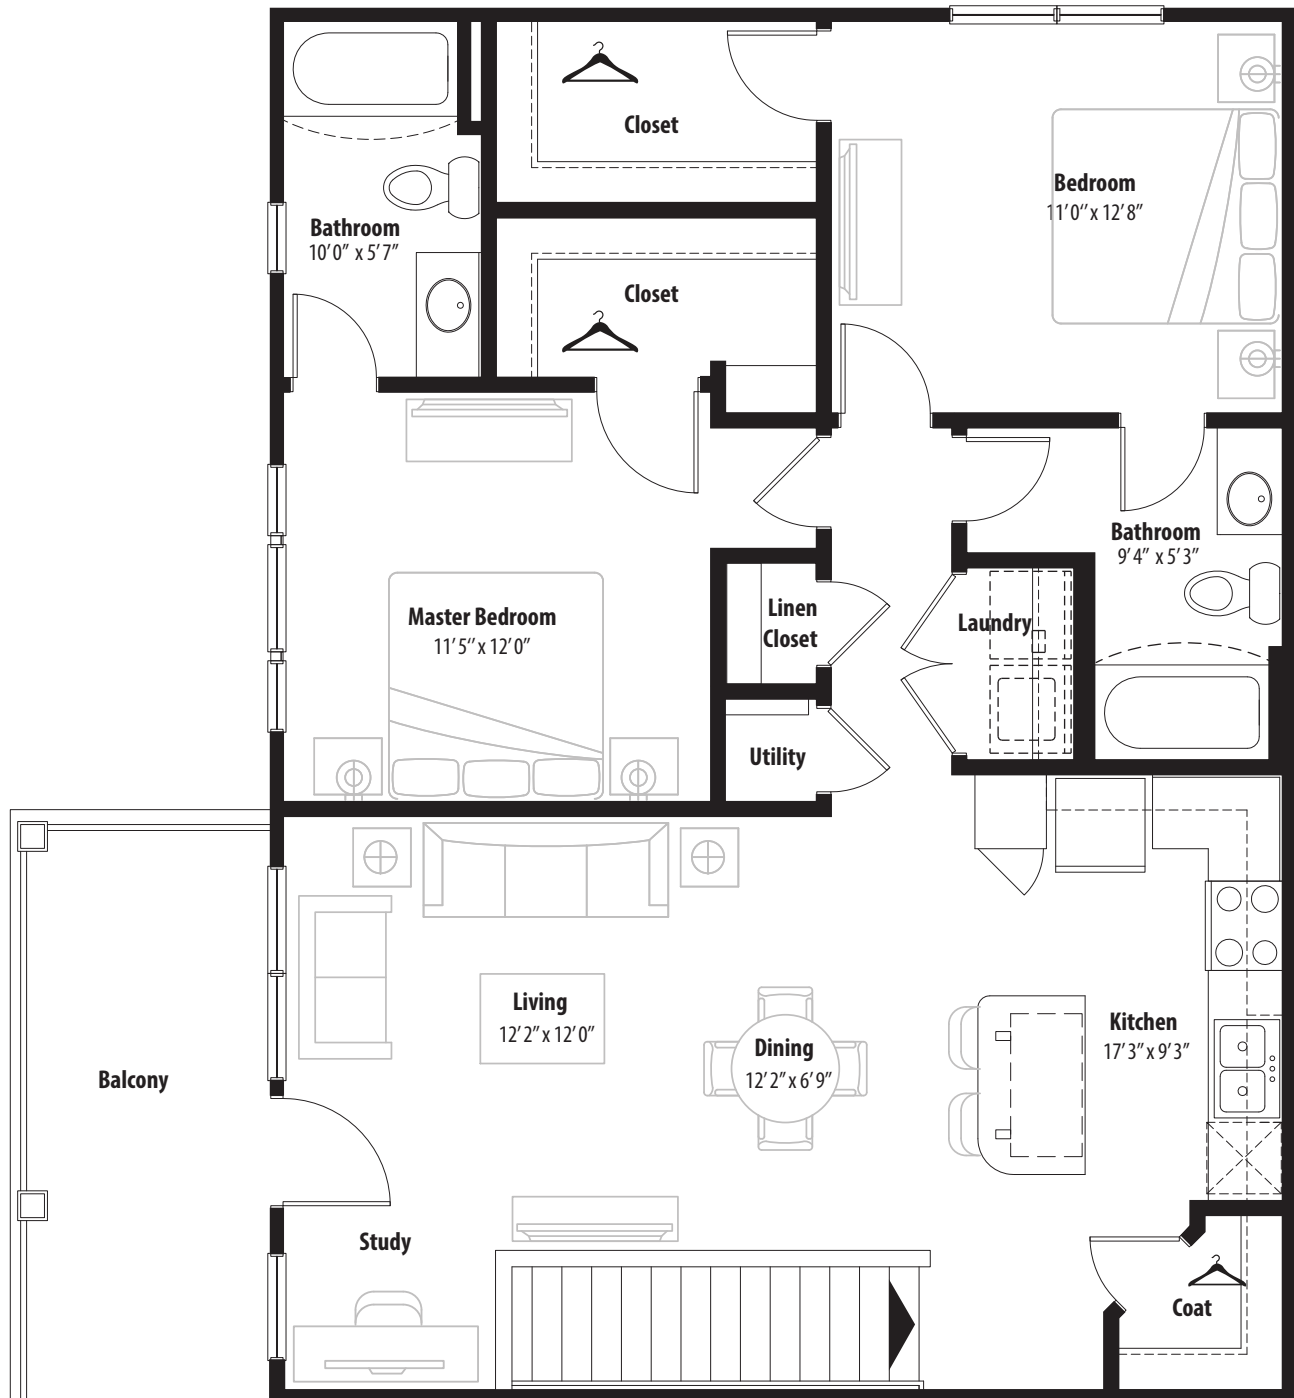 Closet
Bedroom
11'0" x 12'8"
Bathroom
10'0" x 5'7"
Closet
Bathroom
9'4" x 5'3"
Master Bedroom
11'5" x 12'0"
Linen
Closet
Laundry
Utility
Living
12'2" x 12'0"
Dining
12'2" x 6'9"
Kitchen
17'3" x 9'3"
Balcony
Study
Coat